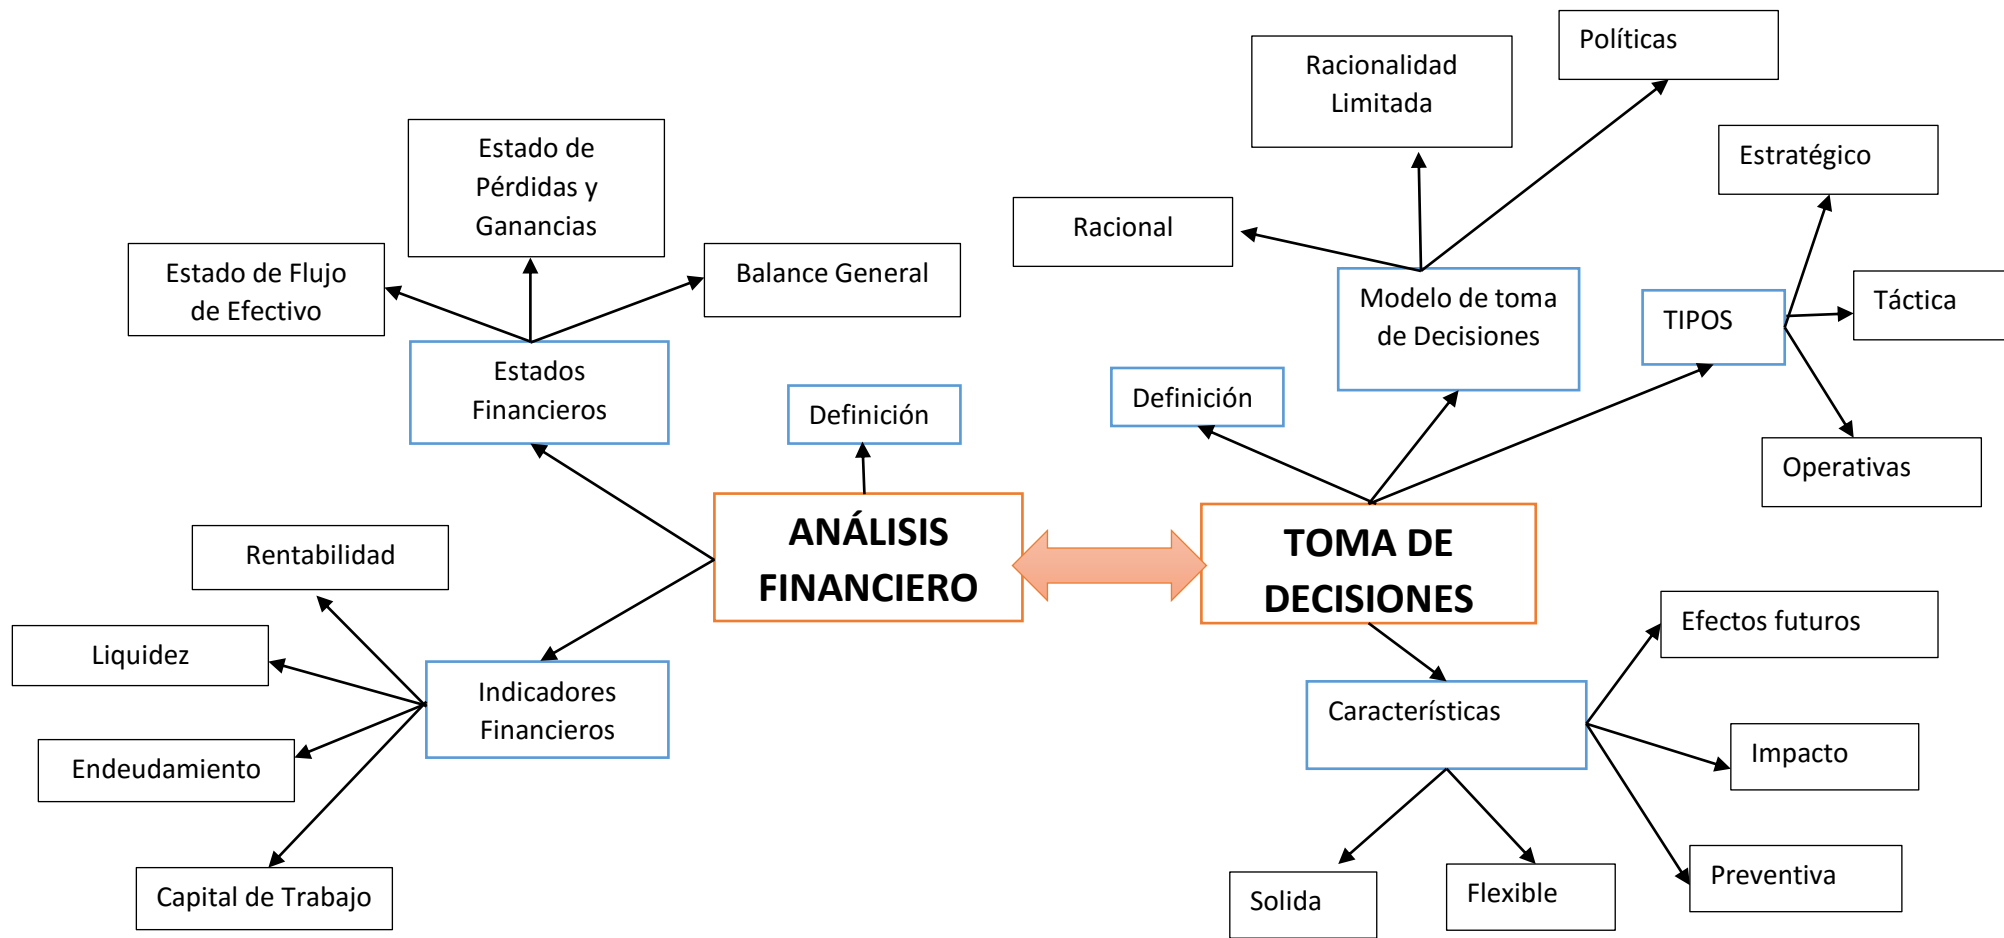 Políticas
Racionalidad
Limitada
Estado de
Pérdidas y
Ganancias
Estratégico
Racional
Estado de Flujo
de Efectivo
Balance General
Modelo de toma
de Decisiones
TIPOS
Táctica
Estados
Financieros
Definición
Definición
Operativas
ANÁLISIS
FINANCIERO
TOMA DE
DECISIONES
Rentabilidad
Liquidez
Indicadores
Financieros
Endeudamiento
Capital de Trabajo
Efectos futuros
Características
Impacto
Preventiva
Solida
Flexible